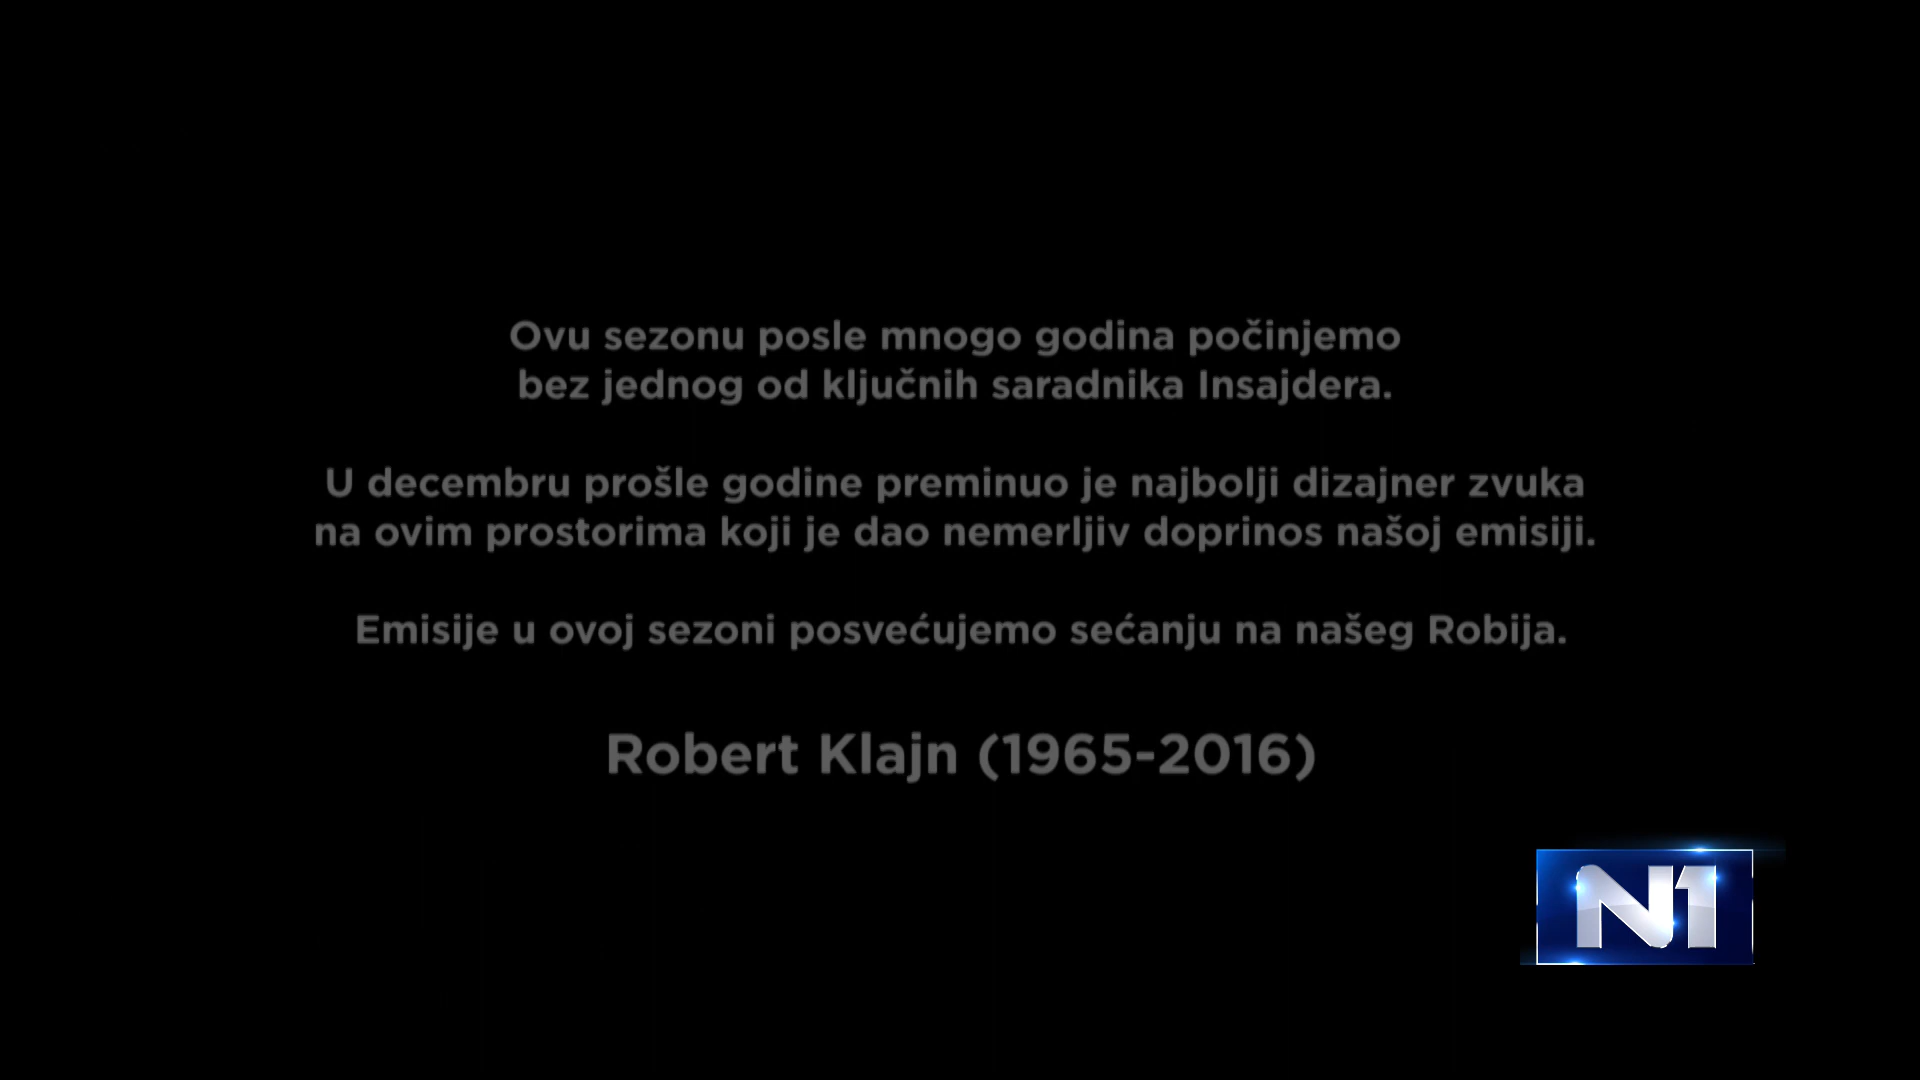 Ovu sezonu posle mnogo godina počinjemo
bez jednog od ključnih saradnika Insajdera.
U decembru prošle godine preminuo je najbolji dizajner zvuka
na ovim prostorima koji je dao nemerljiv doprinos našoj emisiji.
Emisije u ovoj sezoni posvećujemo sećanju na našeg Robija.
Robert Klajn (1965-2016)
N1